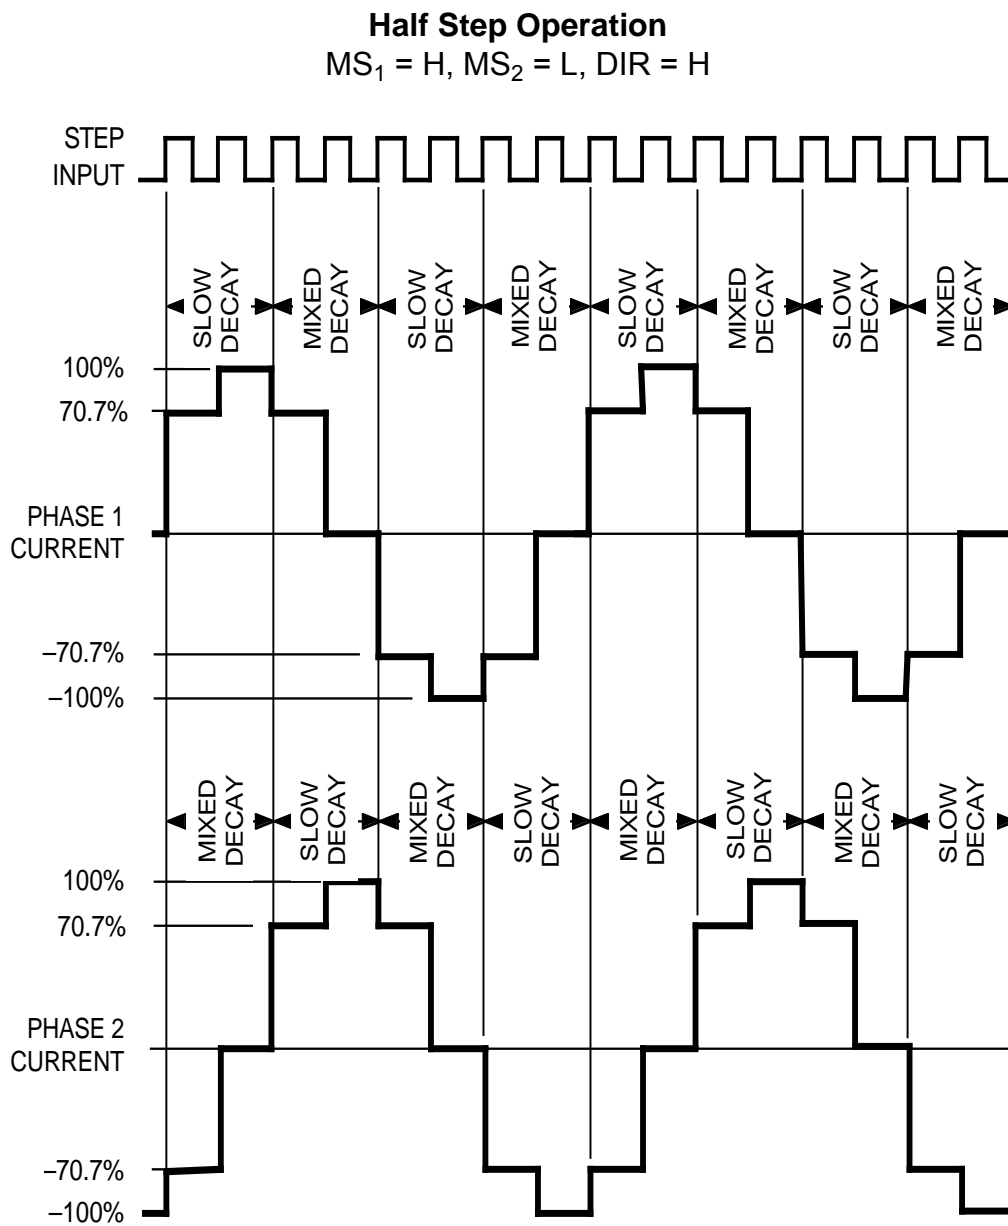 Half Step Operation
MS₁ = H, MS₂ = L, DIR = H
STEP
INPUT
SLOW
DECAY
MIXED
DECAY
SLOW
DECAY
MIXED
DECAY
SLOW
DECAY
MIXED
DECAY
SLOW
DECAY
MIXED
DECAY
100%
70.7%
PHASE 1
CURRENT
–70.7%
–100%
MIXED
DECAY
SLOW
DECAY
MIXED
DECAY
SLOW
DECAY
MIXED
DECAY
SLOW
DECAY
MIXED
DECAY
SLOW
DECAY
100%
70.7%
PHASE 2
CURRENT
–70.7%
–100%